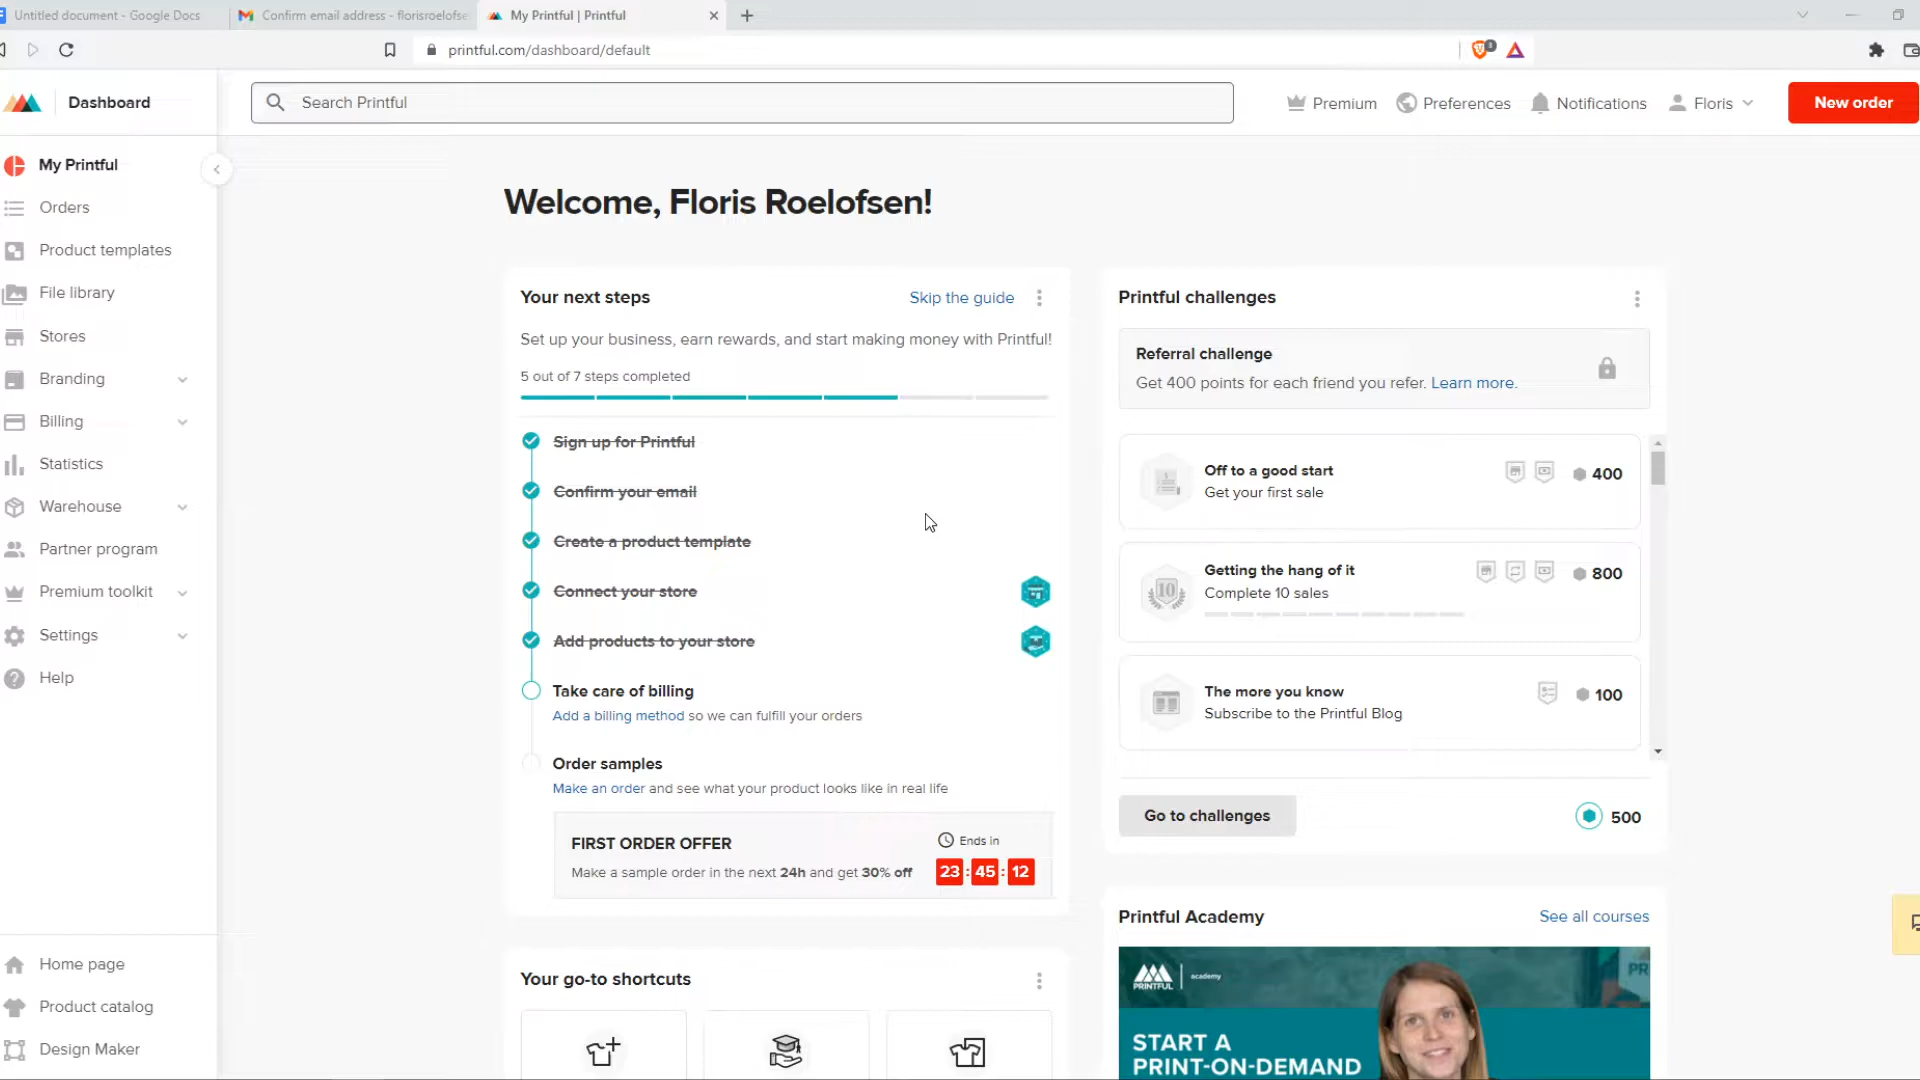 Untitled document - Google Docs
Confirm email address - florisroelofse
My Printful | Printful
printful.com/dashboard/default
Dashboard
Search Printful
Premium
Preferences
Notifications
Floris
New order
My Printful
Orders
Product templates
File library
Stores
Branding
Billing
Statistics
Warehouse
Partner program
Premium toolkit
Settings
Help
Home page
Product catalog
Design Maker
Welcome, Floris Roelofsen!
Your next steps
Skip the guide
Set up your business, earn rewards, and start making money with Printful!
5 out of 7 steps completed
Sign up for Printful
Confirm your email
Create a product template
Connect your store
Add products to your store
Take care of billing
Add a billing method so we can fulfill your orders
Order samples
Make an order and see what your product looks like in real life
FIRST ORDER OFFER
Make a sample order in the next 24h and get 30% off
Ends in
23 : 45 : 12
Your go-to shortcuts
Printful challenges
Referral challenge
Get 400 points for each friend you refer. Learn more.
Off to a good start
Get your first sale
400
Getting the hang of it
Complete 10 sales
10
800
The more you know
Subscribe to the Printful Blog
100
Go to challenges
500
Printful Academy
See all courses
PRINTFUL
academy
PR
START A
PRINT-ON-DEMAND